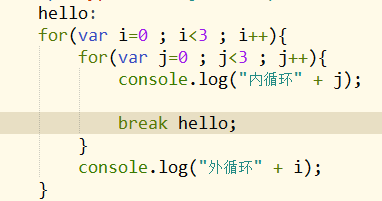 hello:
for(var i=0 ; i<3 ; i++){
for(var j=0 ; j<3 ; j++){
console.log("内循环" + j);
break hello;
}
console.log("外循环" + i);
}